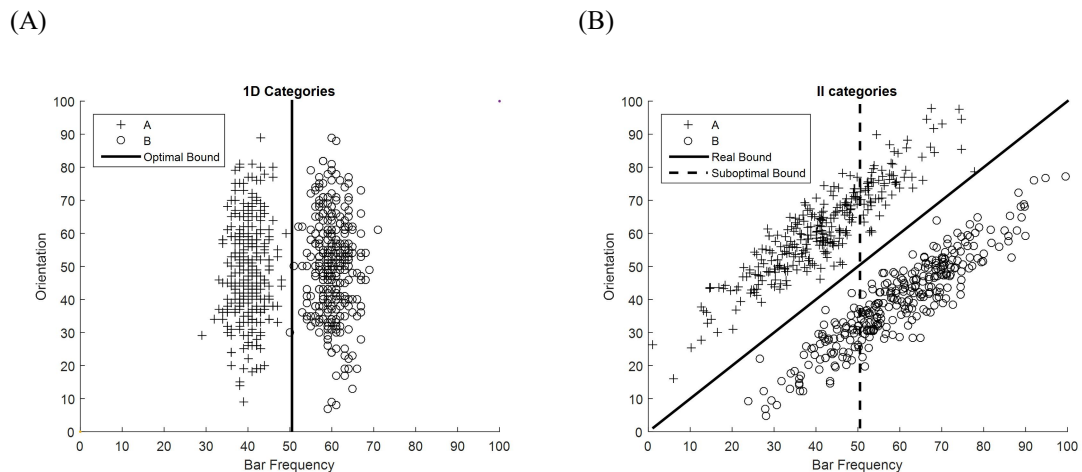 (A)
1D Categories
100
90
80
70
60
50
40
30
20
10
0
Orientation
A
B
Optimal Bound
0 10 20 30 40 50 60 70 80 90 100
Bar Frequency
(B)
II categories
100
90
80
70
60
50
40
30
20
10
0
Orientation
A
B
Real Bound
Suboptimal Bound
0 10 20 30 40 50 60 70 80 90 100
Bar Frequency